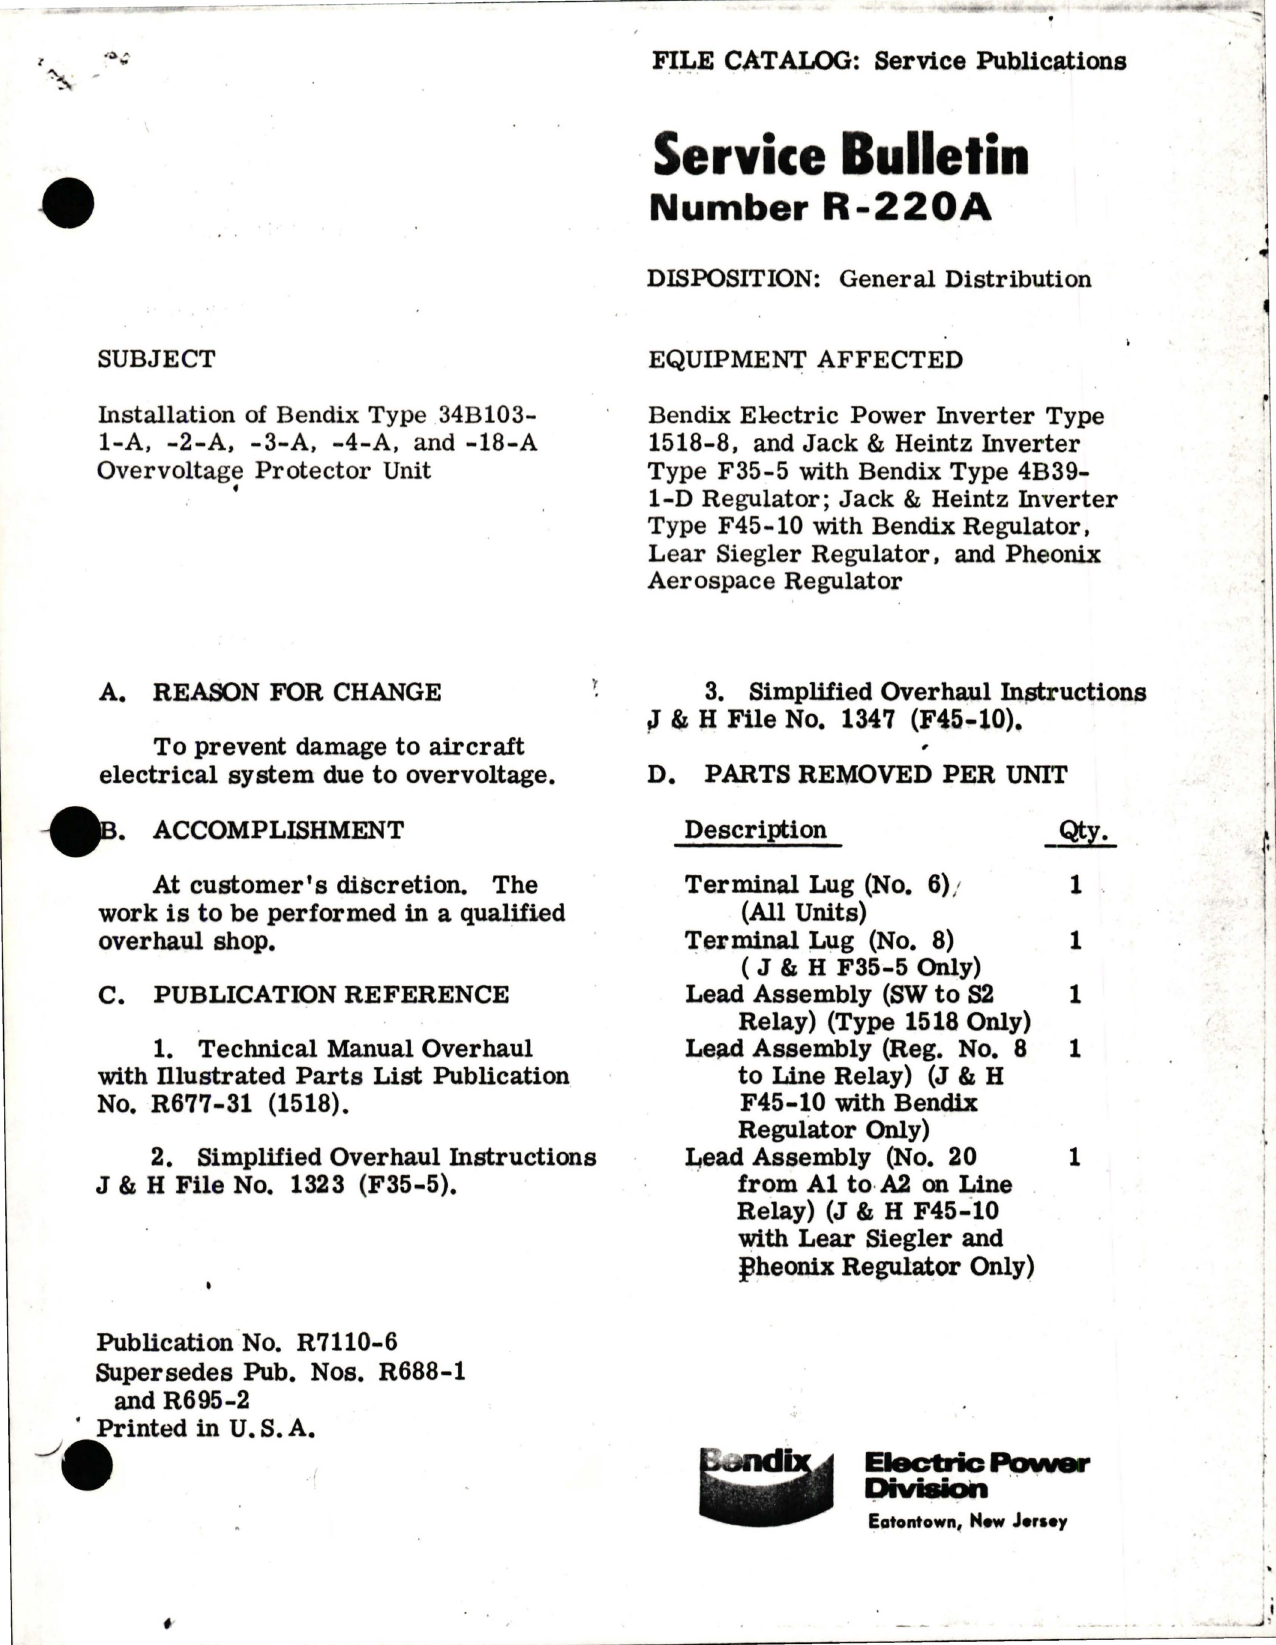 FILE CATALOG: Service Publications
Service Bulletin
Number R-220A
DISPOSITION: General Distribution
SUBJECT
Installation of Bendix Type 34B103-
1-A, -2-A, -3-A, -4-A, and -18-A
Overvoltage Protector Unit
EQUIPMENT AFFECTED
Bendix Electric Power Inverter Type
1518-8, and Jack & Heintz Inverter
Type F35-5 with Bendix Type 4B39-
1-D Regulator; Jack & Heintz Inverter
Type F45-10 with Bendix Regulator,
Lear Siegler Regulator, and Pheonix
Aerospace Regulator
A. REASON FOR CHANGE
To prevent damage to aircraft
electrical system due to overvoltage.
B. ACCOMPLISHMENT
At customer's discretion. The
work is to be performed in a qualified
overhaul shop.
C. PUBLICATION REFERENCE
1. Technical Manual Overhaul
with Illustrated Parts List Publication
No. R677-31 (1518).
2. Simplified Overhaul Instructions
J & H File No. 1323 (F35-5).
3. Simplified Overhaul Instructions
J & H File No. 1347 (F45-10).
D. PARTS REMOVED PER UNIT
Description Qty.
Terminal Lug (No. 6) 1
(All Units)
Terminal Lug (No. 8) 1
( J & H F35-5 Only)
Lead Assembly (SW to S2 1
Relay) (Type 1518 Only)
Lead Assembly (Reg. No. 8 1
to Line Relay) (J & H
F45-10 with Bendix
Regulator Only)
Lead Assembly (No. 20 1
from A1 to A2 on Line
Relay) (J & H F45-10
with Lear Siegler and
Pheonix Regulator Only)
Publication No. R7110-6
Supersedes Pub. Nos. R688-1
and R695-2
Printed in U.S.A.
Bendix
Electric Power
Division
Eatontown, New Jersey